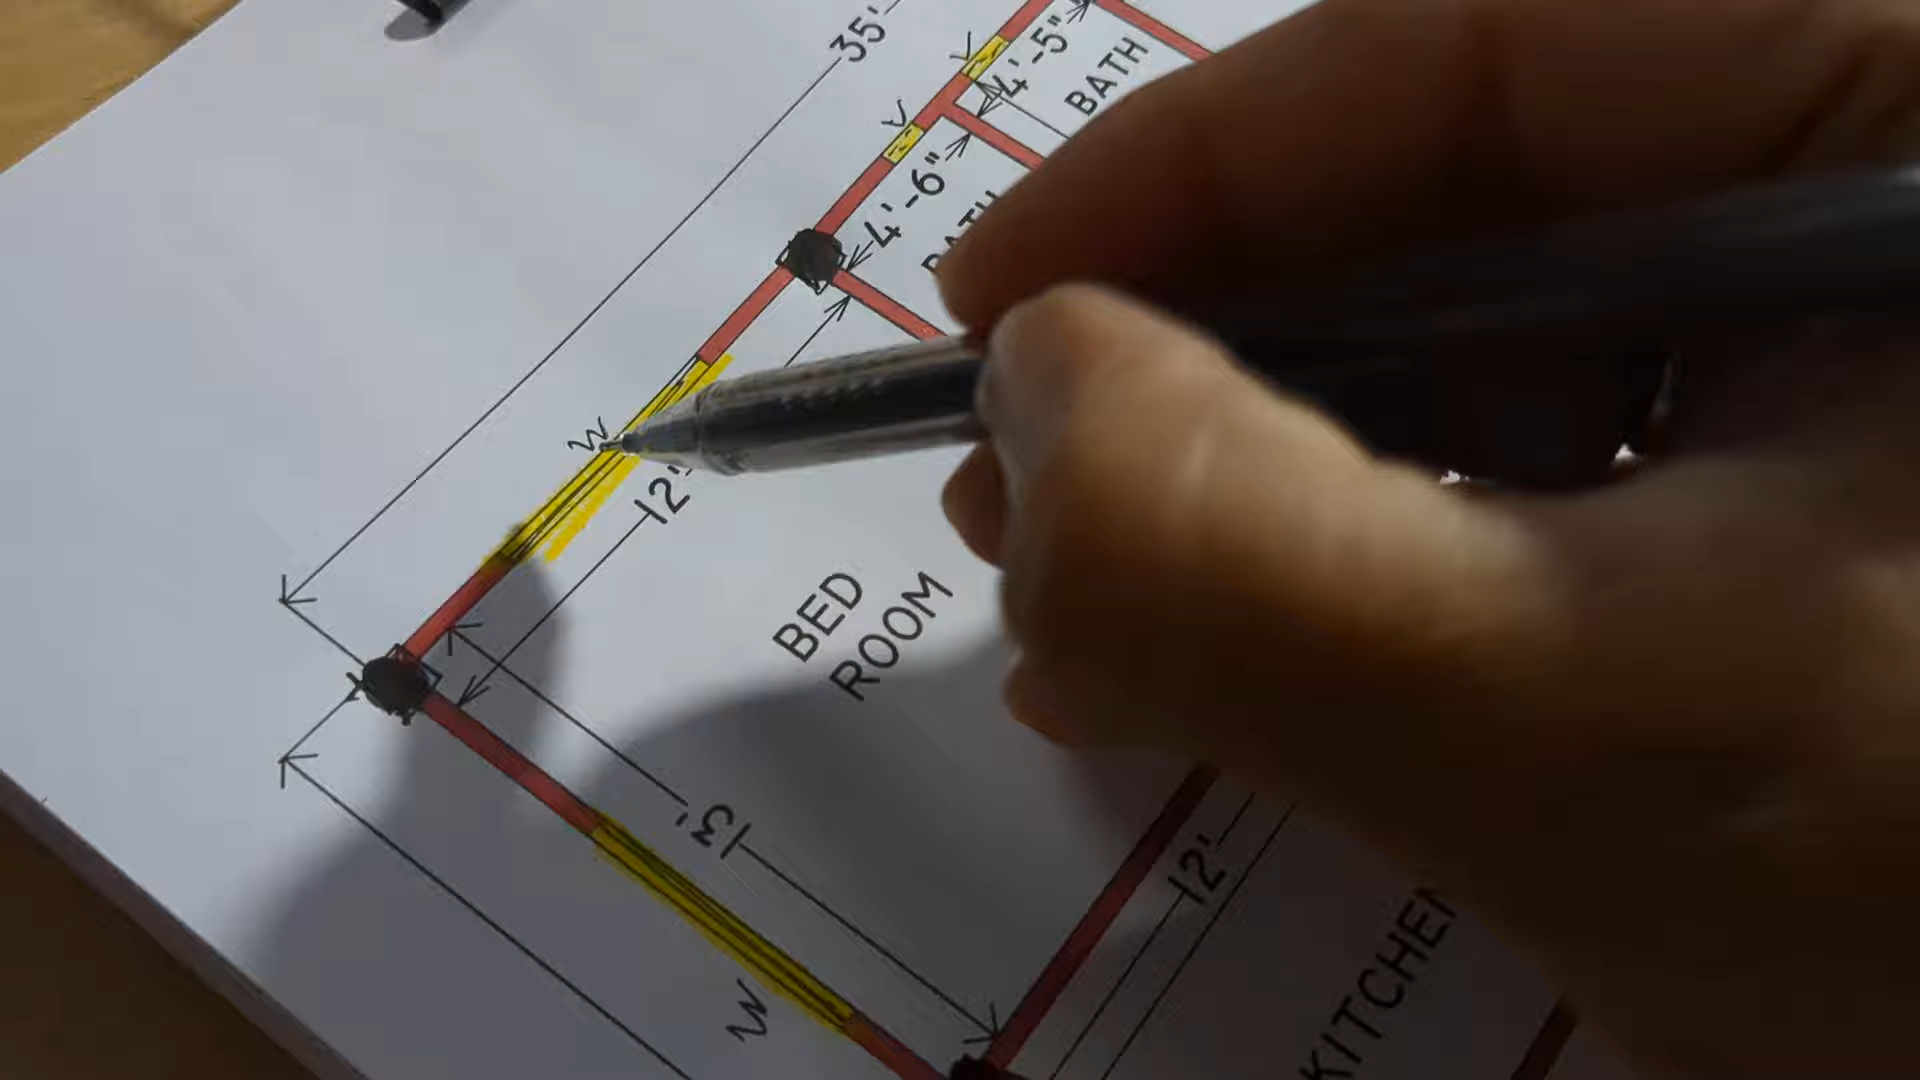 35'
V
4'-5"
BATH
V
4'-6"
W
12'
BED
ROOM
13'
12'
W
KITCHEN